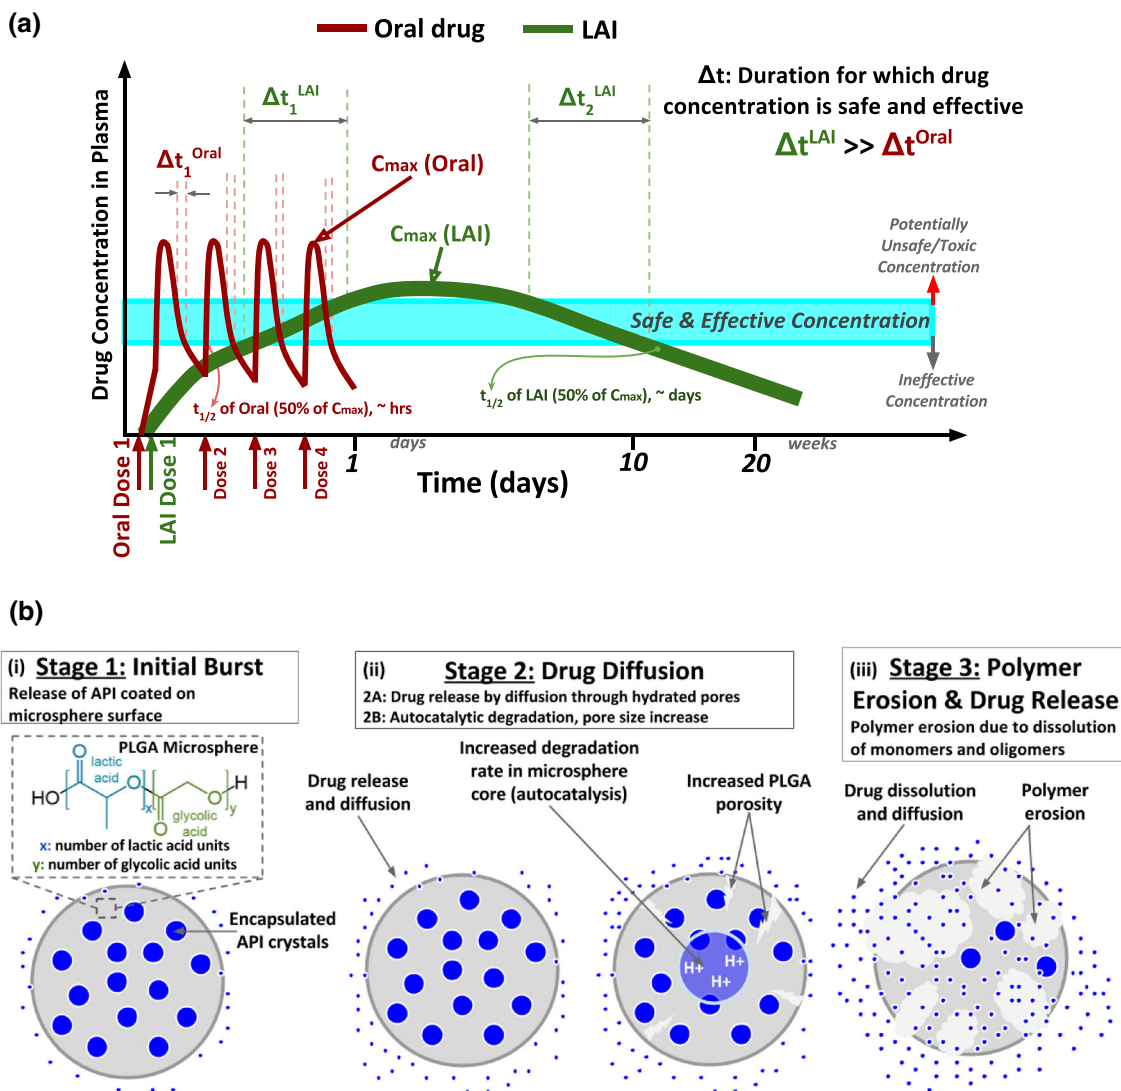 (a)
Oral drug
LAI
Δt: Duration for which drug
concentration is safe and effective
Δt^LAI >> Δt^Oral
Δt₁^LAI
Δt₂^LAI
Δt₁^Oral
Cmax (Oral)
Cmax (LAI)
Drug Concentration in Plasma
Potentially
Unsafe/Toxic
Concentration
Safe & Effective Concentration
Ineffective
Concentration
t1/2 of Oral (50% of Cmax), ~ hrs
t1/2 of LAI (50% of Cmax), ~ days
Oral Dose 1
LAI Dose 1
Dose 2
Dose 3
Dose 4
1
days
10
20
weeks
Time (days)
(b)
(i) Stage 1: Initial Burst
Release of API coated on
microsphere surface
PLGA Microsphere
O
lactic
acid
HO
O
x
O
glycolic
acid
O
H
y
x: number of lactic acid units
y: number of glycolic acid units
Encapsulated
API crystals
(ii) Stage 2: Drug Diffusion
2A: Drug release by diffusion through hydrated pores
2B: Autocatalytic degradation, pore size increase
Drug release
and diffusion
Increased degradation
rate in microsphere
core (autocatalysis)
Increased PLGA
porosity
H+
H+
H+
(iii) Stage 3: Polymer
Erosion & Drug Release
Polymer erosion due to dissolution
of monomers and oligomers
Drug dissolution
and diffusion
Polymer
erosion